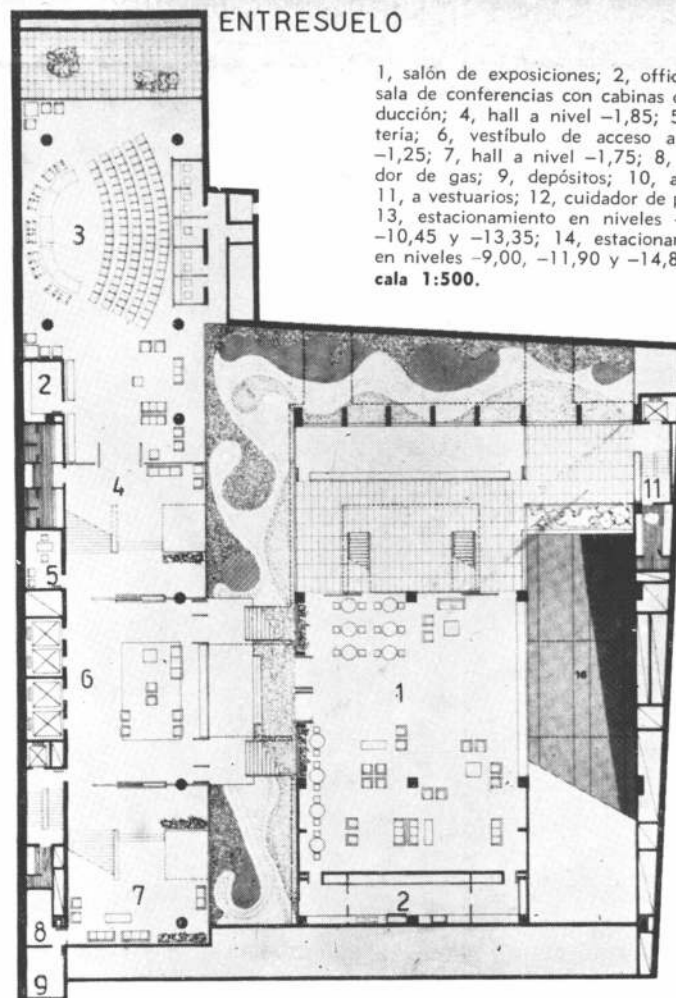 ENTRESUELO
1, salón de exposiciones; 2, offic
sala de conferencias con cabinas
ducción; 4, hall a nivel –1,85; 5
tería; 6, vestíbulo de acceso a
–1,25; 7, hall a nivel –1,75; 8,
dor de gas; 9, depósitos; 10, a
11, a vestuarios; 12, cuidador de
13, estacionamiento en niveles
–10,45 y –13,35; 14, estacionam
en niveles –9,00, –11,90 y –14,8
cala 1:500.
3
2
4
11
5
6
1
16
7
2
8
9